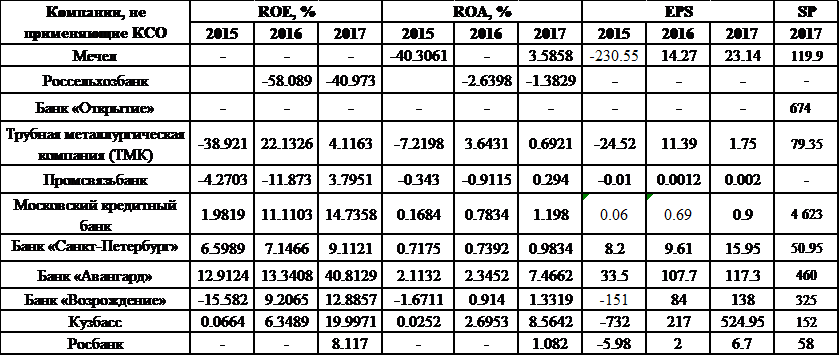 Компании, не применяющие КСО ROE, % ROA, % EPS SP
2015 2016 2017 2015 2016 2017 2015 2016 2017 2017
Мечел – – – -40.3061 – 3.5858 -230.55 14.27 23.14 119.9
Россельхозбанк -58.089 -40.973 -2.6398 -1.3829 – – – –
Банк «Открытие» – – – – – – – – – 674
Трубная металлургическая компания (ТМК) -38.921 22.1326 4.1163 -7.2198 3.6431 0.6921 -24.52 11.39 1.75 79.35
Промсвязьбанк -4.2703 -11.873 3.7951 -0.343 -0.9115 0.294 -0.01 0.0012 0.002 -
Московский кредитный банк 1.9819 11.1103 14.7358 0.1684 0.7834 1.198 0.06 0.69 0.9 4 623
Банк «Санкт-Петербург» 6.5989 7.1466 9.1121 0.7175 0.7392 0.9834 8.2 9.61 15.95 50.95
Банк «Авангард» 12.9124 13.3408 40.8129 2.1132 2.3452 7.4662 33.5 107.7 117.3 460
Банк «Возрождение» -15.582 9.2065 12.8857 -1.6711 0.914 1.3319 -151 84 138 325
Кузбасс 0.0664 6.3489 19.9971 0.0252 2.6953 8.5642 -732 217 524.95 152
Росбанк - - 8.117 - - 1.082 -5.98 2 6.7 58